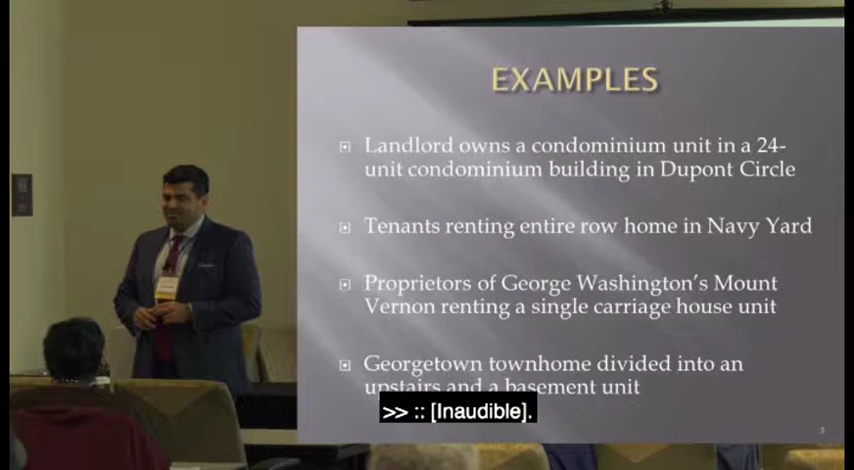 EXAMPLES
Landlord owns a condominium unit in a 24-
unit condominium building in Dupont Circle
Tenants renting entire row home in Navy Yard
Proprietors of George Washington's Mount
Vernon renting a single carriage house unit
Georgetown townhome divided into an
upstairs and a basement unit
>> :: [Inaudible].